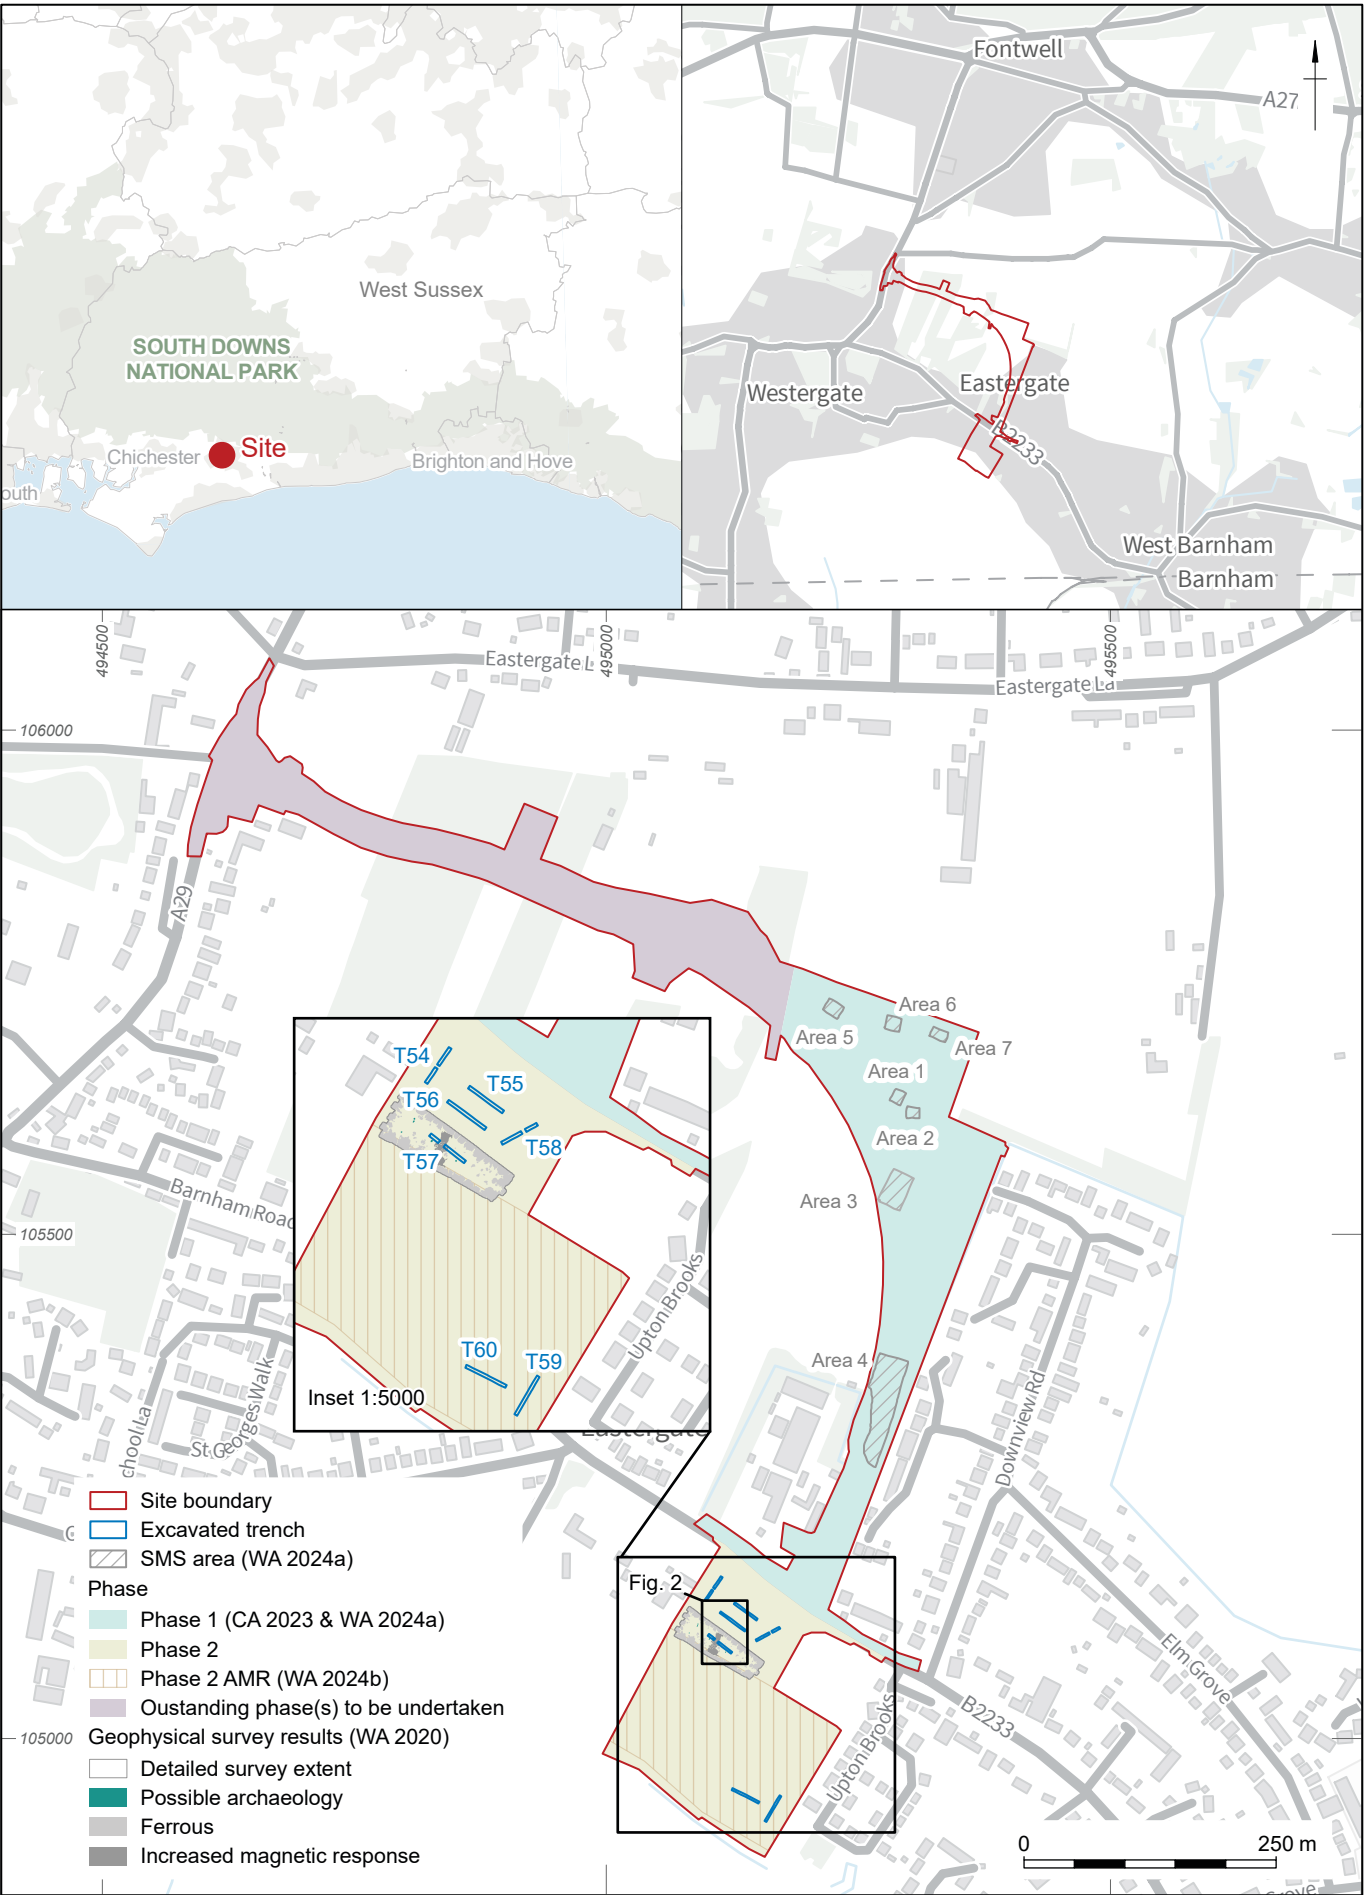 West Sussex
SOUTH DOWNS
NATIONAL PARK
Chichester
Site
Brighton and Hove
outh
Fontwell
A27
Westergate
Eastergate
B2233
West Barnham
Barnham
494500
495000
495500
Eastergate L
Eastergate La
106000
A29
Area 6
Area 5
Area 7
Area 1
Area 2
Area 3
Barnham Road
105500
T54
T55
T56
T58
T57
Upton Brooks
T60
T59
Inset 1:5000
Area 4
Downview Rd
St Georges Walk
chool La
Eastergate
Site boundary
Excavated trench
SMS area (WA 2024a)
Phase
Phase 1 (CA 2023 & WA 2024a)
Phase 2
Phase 2 AMR (WA 2024b)
Oustanding phase(s) to be undertaken
Geophysical survey results (WA 2020)
Detailed survey extent
Possible archaeology
Ferrous
Increased magnetic response
105000
Fig. 2
Elm Grove
B2233
Upton Brooks
0
250 m
Grove